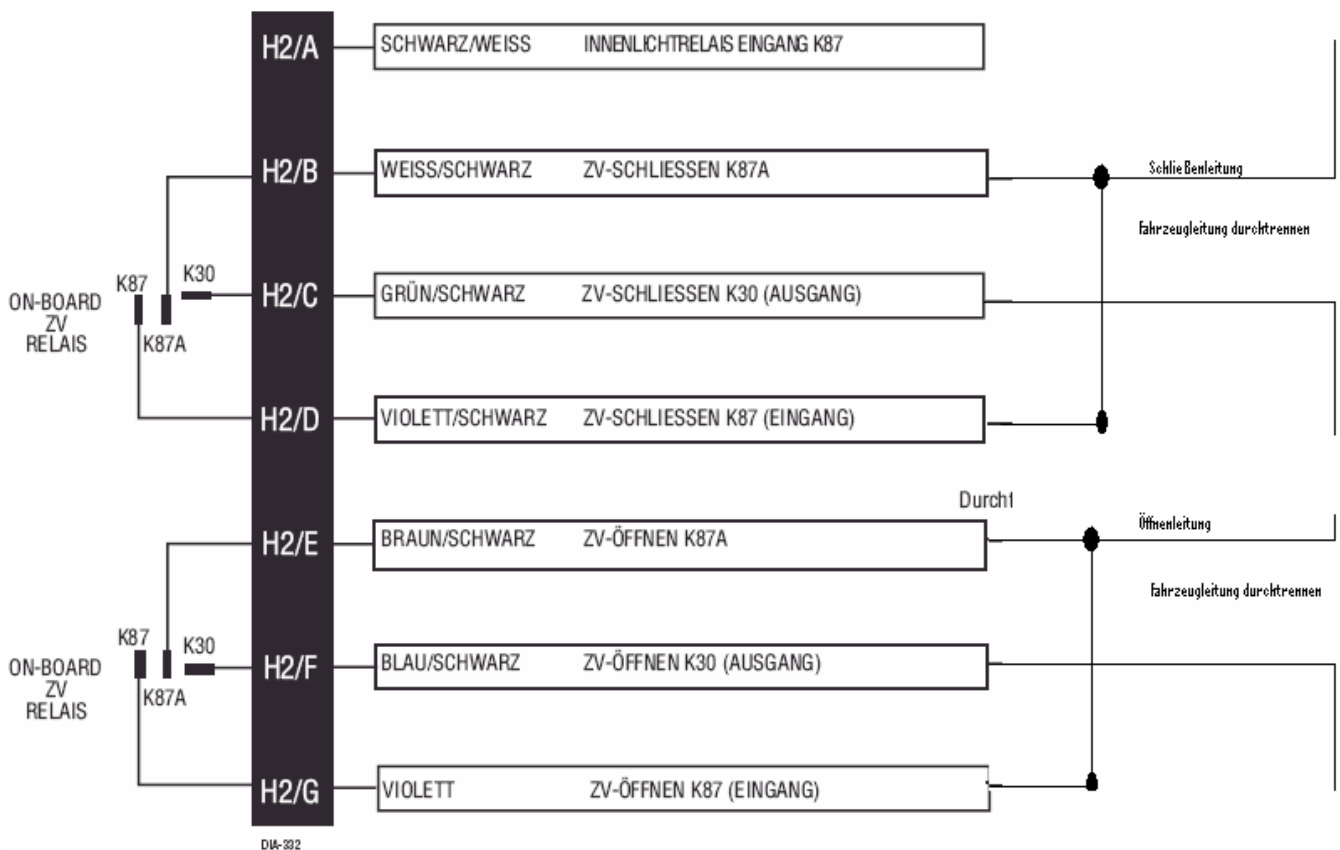 H2/A SCHWARZ/WEISS INNENLICHTRELAIS EINGANG K87
H2/B WEISS/SCHWARZ ZV-SCHLIESSEN K87A
Schließenleitung
Fahrzeugleitung durchtrennen
K87 K30
H2/C GRÜN/SCHWARZ ZV-SCHLIESSEN K30 (AUSGANG)
ON-BOARD
ZV
RELAIS
K87A
H2/D VIOLETT/SCHWARZ ZV-SCHLIESSEN K87 (EINGANG)
Durcht
H2/E BRAUN/SCHWARZ ZV-ÖFFNEN K87A
Öffnenleitung
Fahrzeugleitung durchtrennen
K87 K30
H2/F BLAU/SCHWARZ ZV-ÖFFNEN K30 (AUSGANG)
ON-BOARD
ZV
RELAIS
K87A
H2/G VIOLETT ZV-ÖFFNEN K87 (EINGANG)
DIA-332